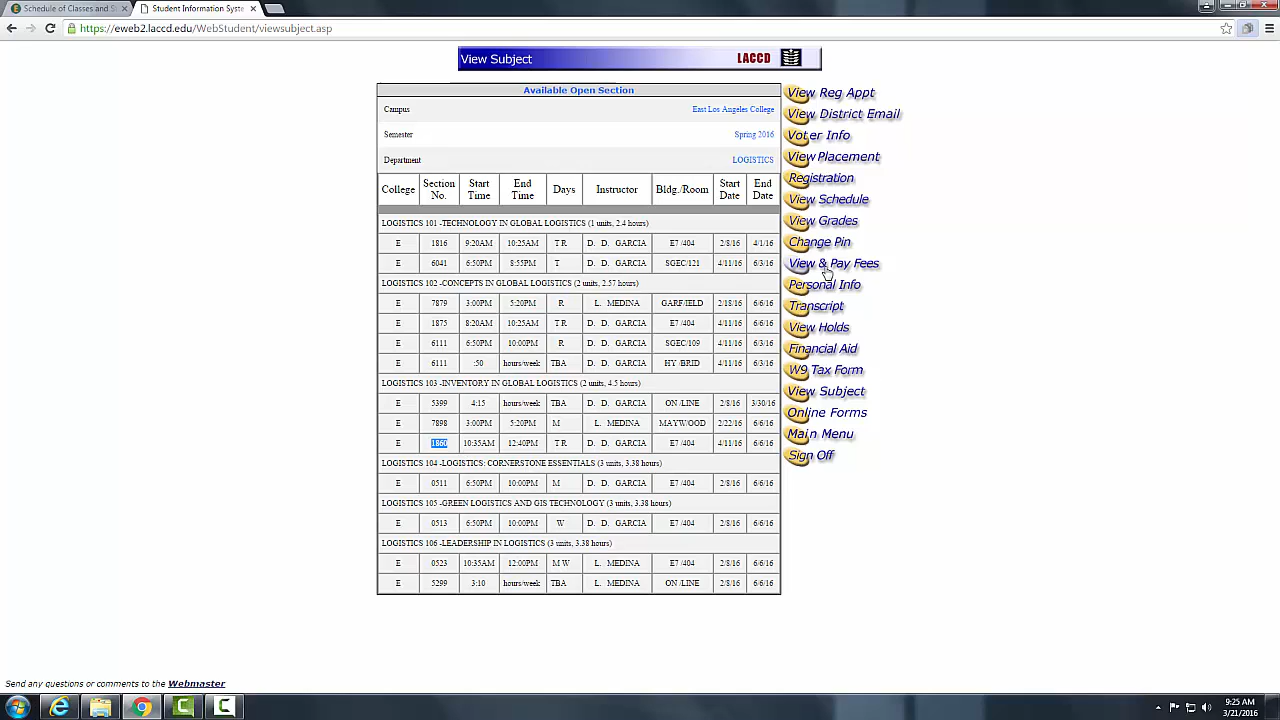 Schedule of Classes and S
Student Information Syste
https://eweb2.laccd.edu/WebStudent/viewsubject.asp
View Subject LACCD
Available Open Section
Campus East Los Angeles College
Semester Spring 2016
Department LOGISTICS
College Section No. Start Time End Time Days Instructor Bldg./Room Start Date End Date
LOGISTICS 101 -TECHNOLOGY IN GLOBAL LOGISTICS (1 units, 2.4 hours)
E 1816 9:20AM 10:25AM T R D. D. GARCIA E7 /404 2/8/16 4/1/16
E 6041 6:50PM 8:55PM T D. D. GARCIA SGEC/121 4/11/16 6/3/16
LOGISTICS 102 -CONCEPTS IN GLOBAL LOGISTICS (2 units, 2.57 hours)
E 7879 3:00PM 5:20PM R L. MEDINA GARF/IELD 2/18/16 6/6/16
E 1875 8:20AM 10:25AM T R D. D. GARCIA E7 /404 4/11/16 6/6/16
E 6111 6:50PM 10:00PM R D. D. GARCIA SGEC/109 4/11/16 6/3/16
E 6111 :50 hours/week TBA D. D. GARCIA HY /BRID 4/11/16 6/3/16
LOGISTICS 103 -INVENTORY IN GLOBAL LOGISTICS (2 units, 4.5 hours)
E 5399 4:15 hours/week TBA D. D. GARCIA ON /LINE 2/8/16 3/30/16
E 7898 3:00PM 5:20PM M L. MEDINA MAYW/OOD 2/22/16 6/6/16
E 1860 10:35AM 12:40PM T R D. D. GARCIA E7 /404 4/11/16 6/6/16
LOGISTICS 104 -LOGISTICS: CORNERSTONE ESSENTIALS (3 units, 3.38 hours)
E 0511 6:50PM 10:00PM M D. D. GARCIA E7 /404 2/8/16 6/6/16
LOGISTICS 105 -GREEN LOGISTICS AND GIS TECHNOLOGY (3 units, 3.38 hours)
E 0513 6:50PM 10:00PM W D. D. GARCIA E7 /404 2/8/16 6/6/16
LOGISTICS 106 -LEADERSHIP IN LOGISTICS (3 units, 3.38 hours)
E 0523 10:35AM 12:00PM M W L. MEDINA E7 /404 2/8/16 6/6/16
E 5299 3:10 hours/week TBA L. MEDINA ON /LINE 2/8/16 6/6/16
View Reg Appt
View District Email
Voter Info
View Placement
Registration
View Schedule
View Grades
Change Pin
View & Pay Fees
Personal Info
Transcript
View Holds
Financial Aid
W9 Tax Form
View Subject
Online Forms
Main Menu
Sign Off
Send any questions or comments to the Webmaster
9:25 AM
3/21/2016